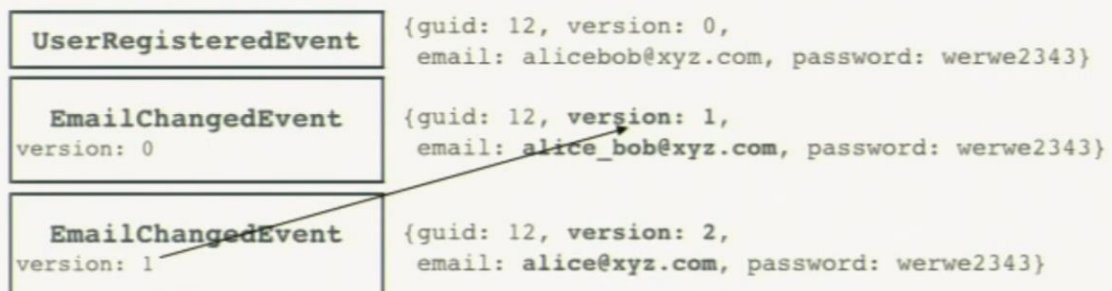 UserRegisteredEvent
{guid: 12, version: 0,
email: alicebob@xyz.com, password: werwe2343}
EmailChangedEvent
version: 0
{guid: 12, version: 1,
email: alice_bob@xyz.com, password: werwe2343}
EmailChangedEvent
version: 1
{guid: 12, version: 2,
email: alice@xyz.com, password: werwe2343}